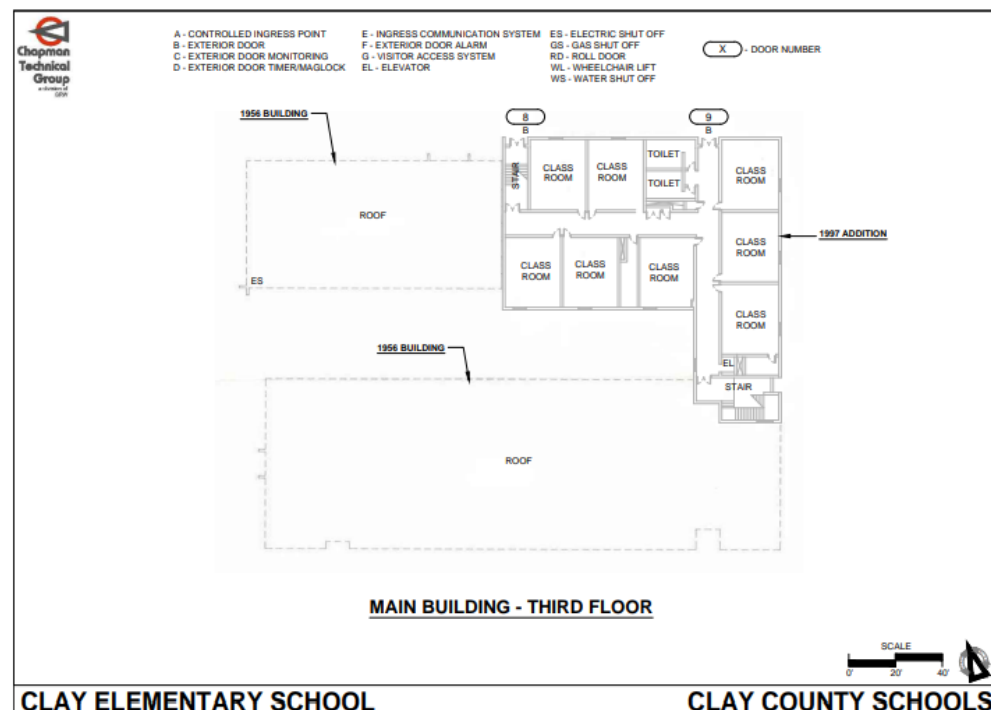 Chapman
Technical
Group
a division of
GRW
A - CONTROLLED INGRESS POINT
B - EXTERIOR DOOR
C - EXTERIOR DOOR MONITORING
D - EXTERIOR DOOR TIMER/MAGLOCK
E - INGRESS COMMUNICATION SYSTEM
F - EXTERIOR DOOR ALARM
G - VISITOR ACCESS SYSTEM
EL - ELEVATOR
ES - ELECTRIC SHUT OFF
GS - GAS SHUT OFF
RD - ROLL DOOR
WL - WHEELCHAIR LIFT
WS - WATER SHUT OFF
X - DOOR NUMBER
1956 BUILDING
8
B
9
B
STAIR
CLASS
ROOM
CLASS
ROOM
TOILET
TOILET
CLASS
ROOM
ROOF
CLASS
ROOM
1997 ADDITION
ES
CLASS
ROOM
CLASS
ROOM
CLASS
ROOM
CLASS
ROOM
1956 BUILDING
EL
STAIR
ROOF
MAIN BUILDING - THIRD FLOOR
SCALE
0' 20' 40'
CLAY ELEMENTARY SCHOOL
CLAY COUNTY SCHOOLS